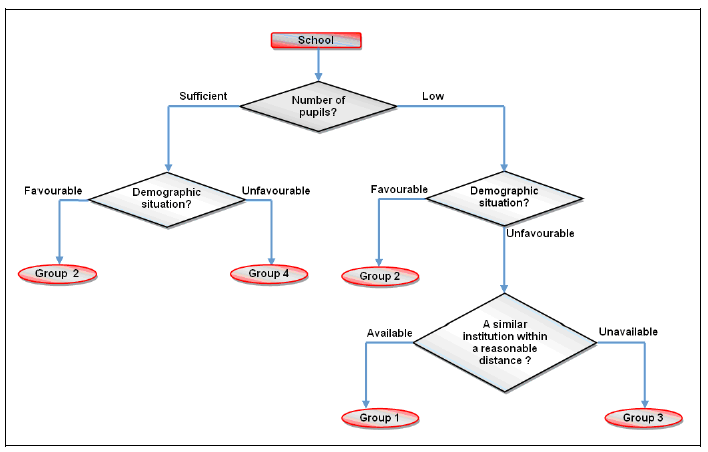 School
Number of
pupils?
Sufficient
Low
Demographic
situation?
Favourable
Unfavourable
Demographic
situation?
Favourable
Unfavourable
Group 2
Group 4
Group 2
A similar
institution within
a reasonable
distance ?
Available
Unavailable
Group 1
Group 3